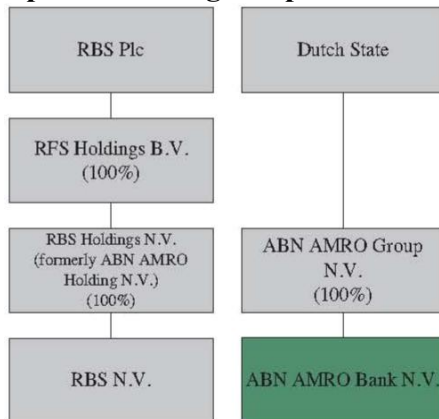 RBS Plc
Dutch State
RFS Holdings B.V.
(100%)
RBS Holdings N.V.
(formerly ABN AMRO
Holding N.V.)
(100%)
ABN AMRO Group
N.V.
(100%)
RBS N.V.
ABN AMRO Bank N.V.